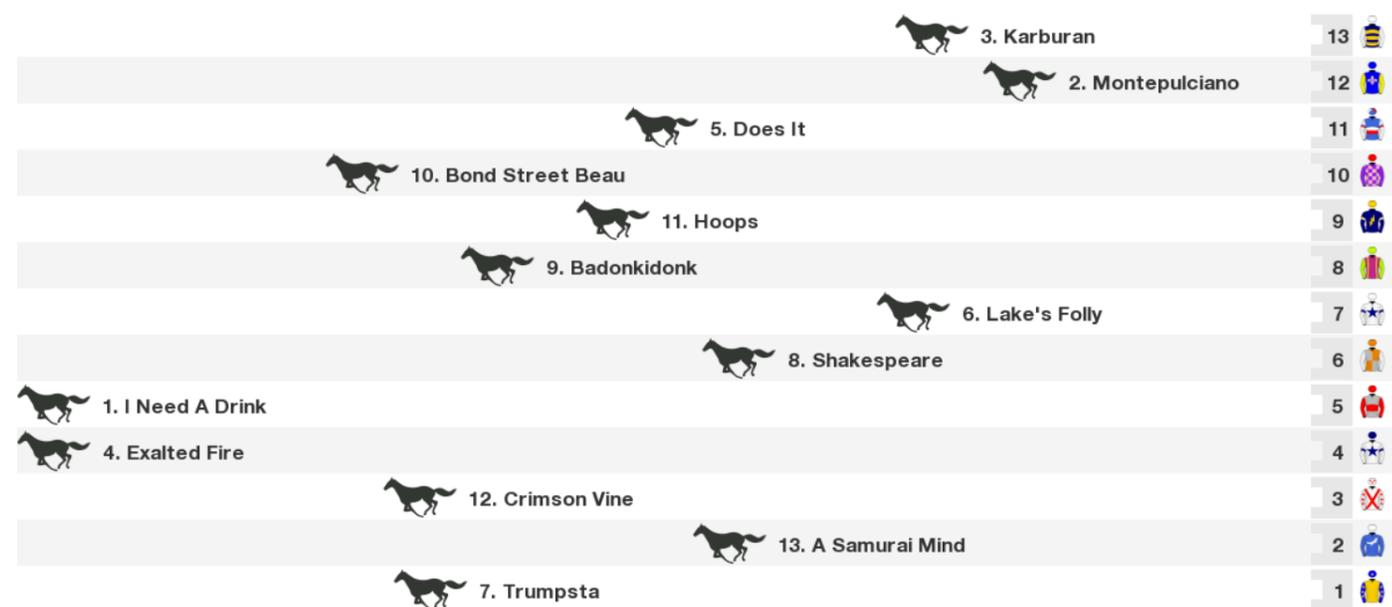 3. Karburan 13
2. Montepulciano 12
5. Does It 11
10. Bond Street Beau 10
11. Hoops 9
9. Badonkidonk 8
6. Lake's Folly 7
8. Shakespeare 6
1. I Need A Drink 5
4. Exalted Fire 4
12. Crimson Vine 3
13. A Samurai Mind 2
7. Trumpsta 1